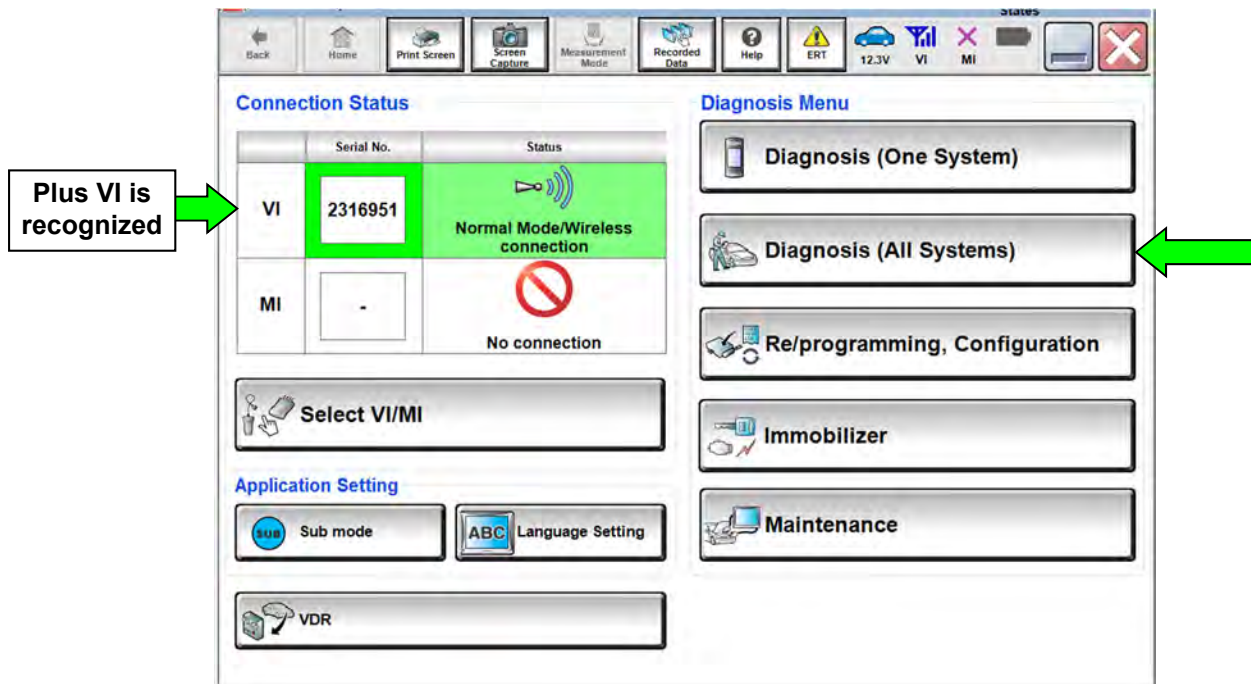 States
Back
Home
Print Screen
Screen
Capture
Measurement
Mode
Recorded
Data
Help
ERT
12.3V
VI
MI
Connection Status
Serial No.
Status
VI
2316951
Normal Mode/Wireless
connection
MI
-
No connection
Plus VI is
recognized
Select VI/MI
Application Setting
SUB
Sub mode
ABC
Language Setting
VDR
Diagnosis Menu
Diagnosis (One System)
Diagnosis (All Systems)
Re/programming, Configuration
Immobilizer
Maintenance